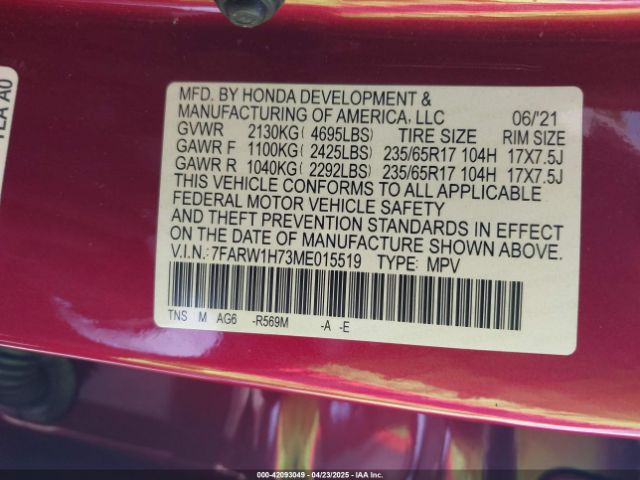 MFD. BY HONDA DEVELOPMENT &
MANUFACTURING OF AMERICA, LLC 06/'21
GVWR 2130KG( 4695LBS) TIRE SIZE RIM SIZE
GAWR F 1100KG( 2425LBS) 235/65R17 104H 17X7.5J
GAWR R 1040KG( 2292LBS) 235/65R17 104H 17X7.5J
THIS VEHICLE CONFORMS TO ALL APPLICABLE
FEDERAL MOTOR VEHICLE SAFETY
AND THEFT PREVENTION STANDARDS IN EFFECT
ON THE DATE OF MANUFACTURE SHOWN ABOVE.
V.I.N.: 7FARW1H73ME015519 TYPE: MPV
TNS M AG6 -R569M -A -E
TEA A0
000-42093049 - 04/23/2025 - IAA Inc.